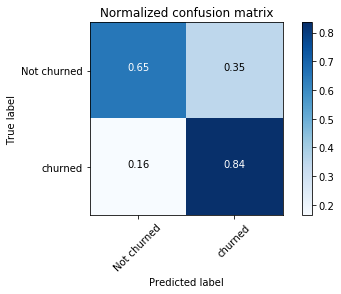 Normalized confusion matrix
True label
Not churned
churned
0.65
0.35
0.16
0.84
Not churned
churned
Predicted label
0.8
0.7
0.6
0.5
0.4
0.3
0.2